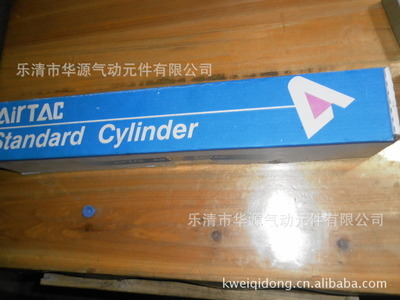 乐清市华源气动元件有限公司
AirTAC
Standard Cylinder
乐清市华源气动元件有限公司
kweiqidong.cn.alibaba.com